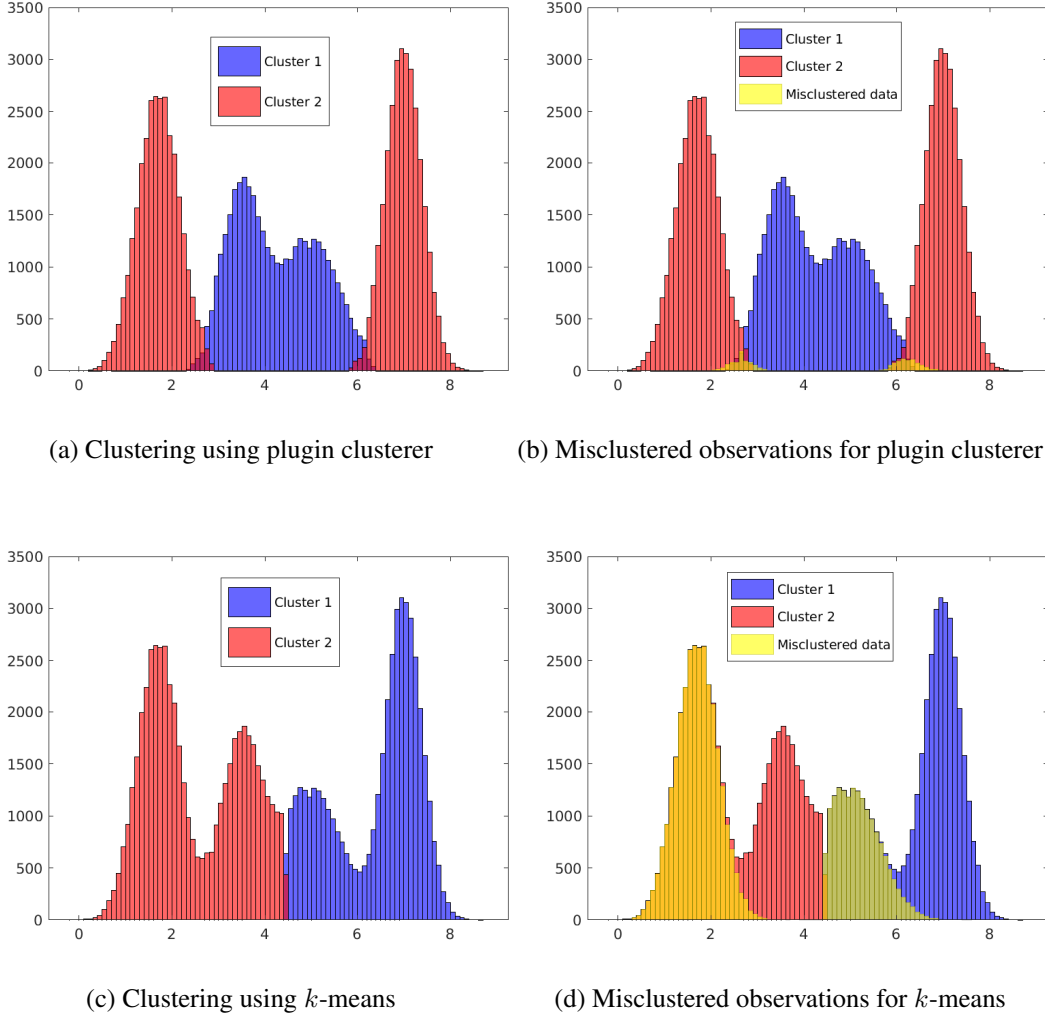 3500
3000
2500
2000
1500
1000
500
0
0 2 4 6 8
Cluster 1
Cluster 2
(a) Clustering using plugin clusterer
3500
3000
2500
2000
1500
1000
500
0
0 2 4 6 8
Cluster 1
Cluster 2
Misclustered data
(b) Misclustered observations for plugin clusterer
3500
3000
2500
2000
1500
1000
500
0
0 2 4 6 8
Cluster 1
Cluster 2
(c) Clustering using k-means
3500
3000
2500
2000
1500
1000
500
0
0 2 4 6 8
Cluster 1
Cluster 2
Misclustered data
(d) Misclustered observations for k-means